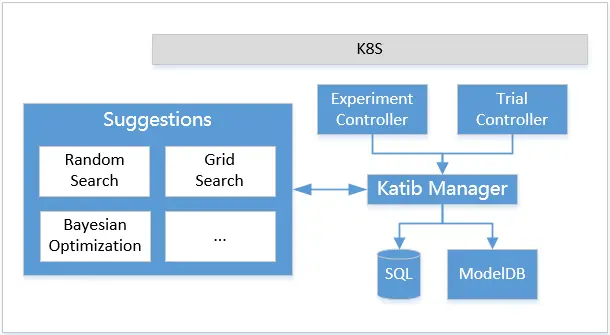 K8S
Suggestions
Random
Search
Grid
Search
Bayesian
Optimization
...
Experiment
Controller
Trial
Controller
Katib Manager
SQL
ModelDB